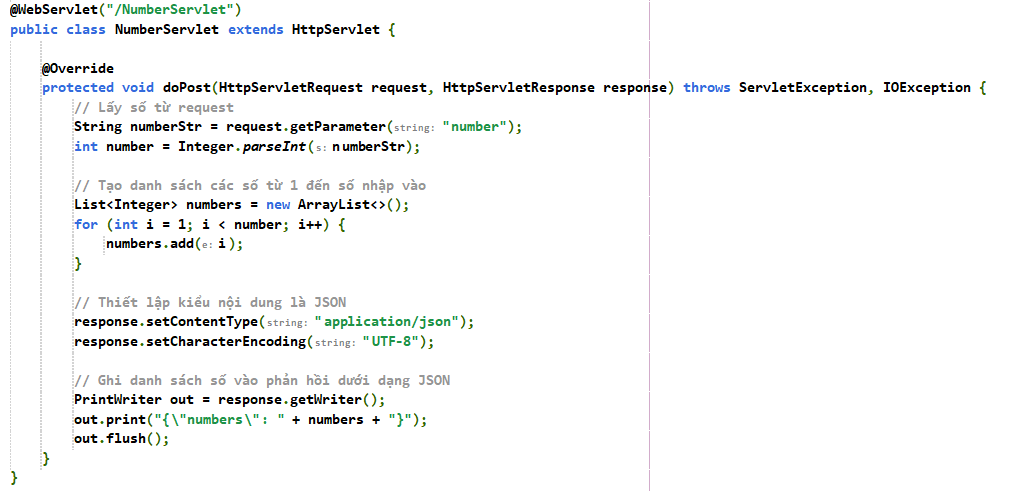 @WebServlet("/NumberServlet")
public class NumberServlet extends HttpServlet {
@Override
protected void doPost(HttpServletRequest request, HttpServletResponse response) throws ServletException, IOException {
// Lấy số từ request
String numberStr = request.getParameter(string: "number");
int number = Integer.parseInt(s: numberStr);
// Tạo danh sách các số từ 1 đến số nhập vào
List<Integer> numbers = new ArrayList<>();
for (int i = 1; i < number; i++) {
numbers.add(e: i);
}
// Thiết lập kiểu nội dung là JSON
response.setContentType(string: "application/json");
response.setCharacterEncoding(string: "UTF-8");
// Ghi danh sách số vào phản hồi dưới dạng JSON
PrintWriter out = response.getWriter();
out.print("{\"numbers\": " + numbers + "}");
out.flush();
}
}